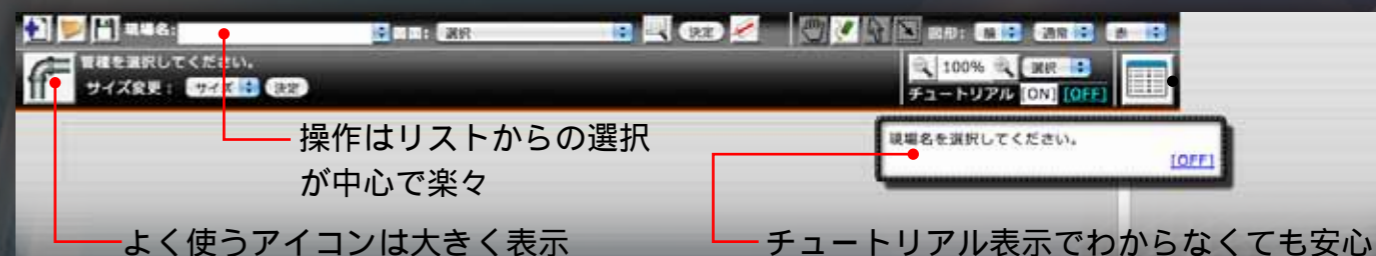 現場名:
図面: 選択
決定
図形: 線 通常 赤
管種を選択してください。
サイズ変更: サイズ 決定
100% 選択
チュートリアル [ON] [OFF]
現場名を選択してください。
[OFF]
操作はリストからの選択
が中心で楽々
よく使うアイコンは大きく表示
チュートリアル表示でわからなくても安心